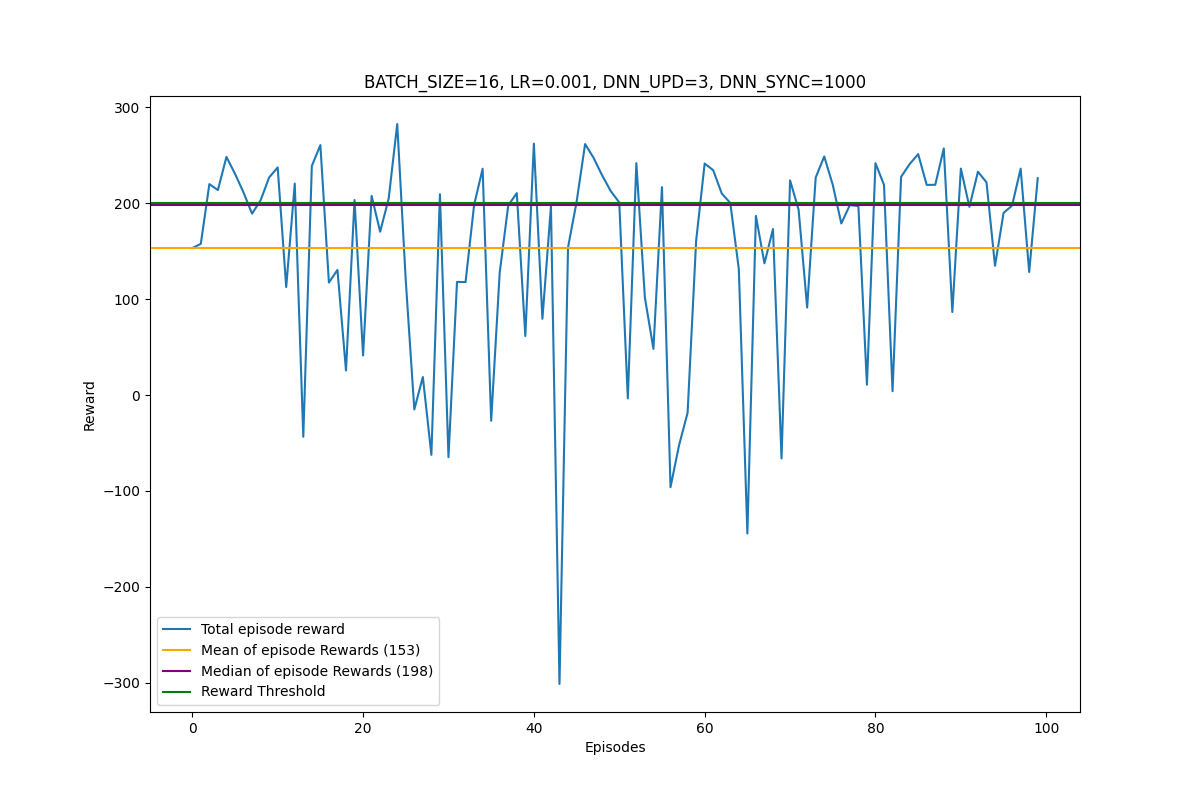 BATCH_SIZE=16, LR=0.001, DNN_UPD=3, DNN_SYNC=1000
300
200
100
0
−100
−200
−300
Reward
Total episode reward
Mean of episode Rewards (153)
Median of episode Rewards (198)
Reward Threshold
0 20 40 60 80 100
Episodes